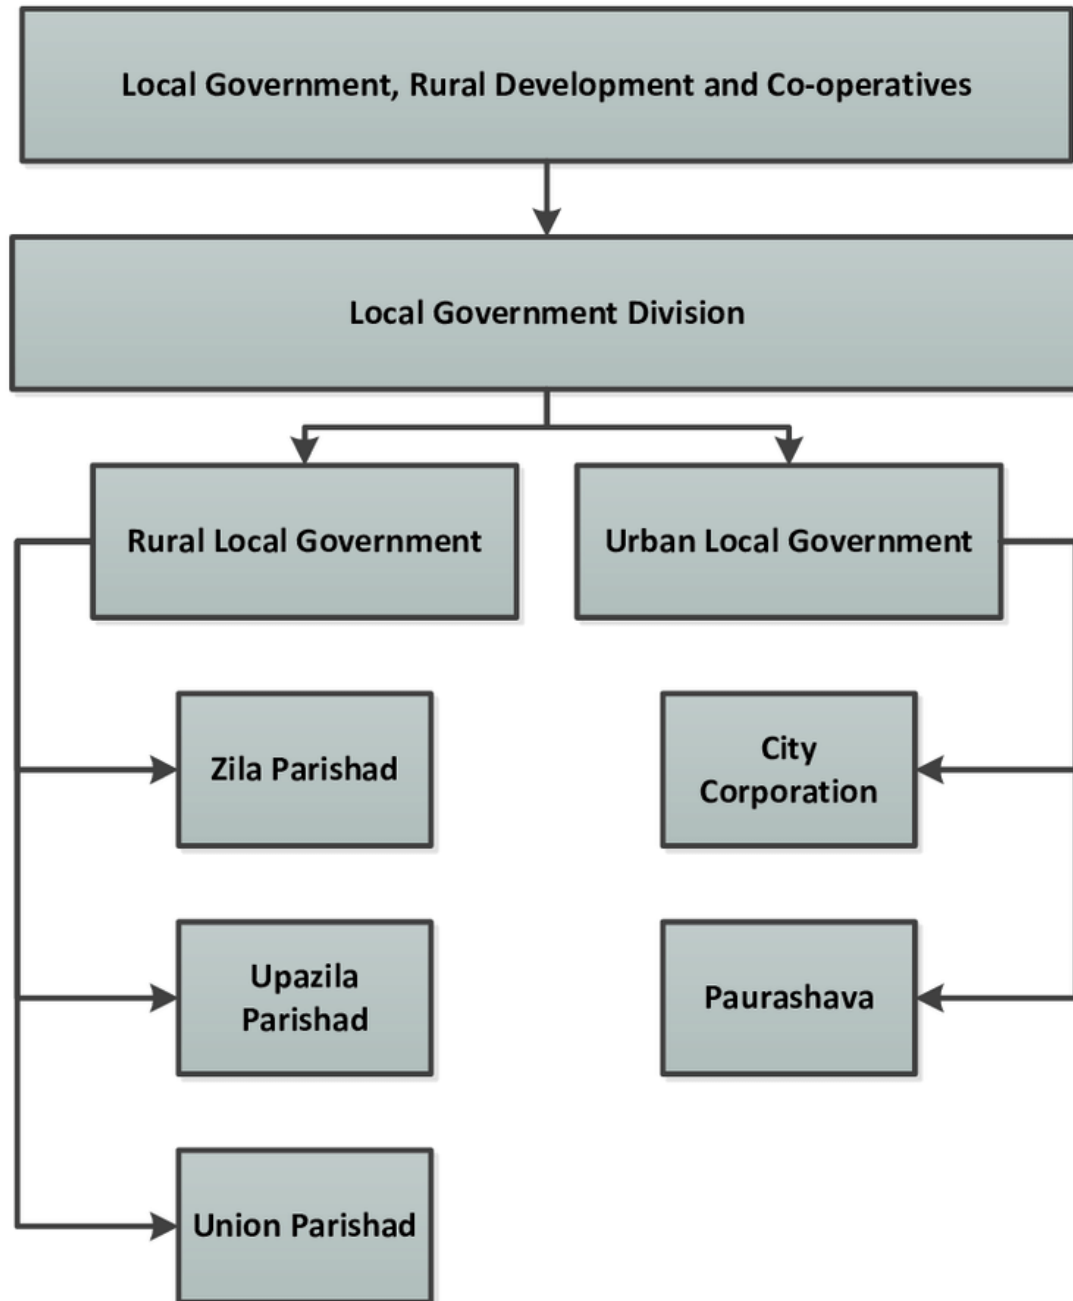 Local Government, Rural Development and Co-operatives
Local Government Division
Rural Local Government
Urban Local Government
Zila Parishad
City
Corporation
Upazila
Parishad
Paurashava
Union Parishad